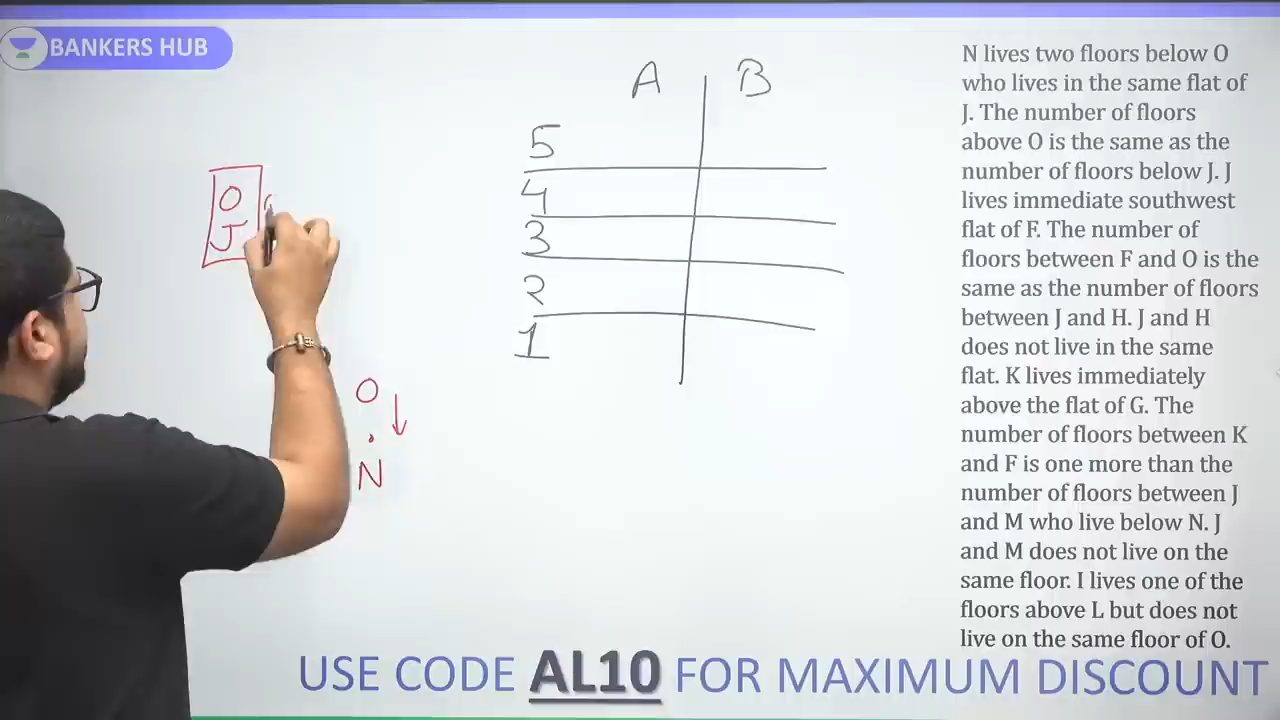 BANKERS HUB
A B
5
4
3
2
1
O
J
O
N
N lives two floors below O
who lives in the same flat of
J. The number of floors
above O is the same as the
number of floors below J. J
lives immediate southwest
flat of F. The number of
floors between F and O is the
same as the number of floors
between J and H. J and H
does not live in the same
flat. K lives immediately
above the flat of G. The
number of floors between K
and F is one more than the
number of floors between J
and M who live below N. J
and M does not live on the
same floor. I lives one of the
floors above L but does not
live on the same floor of O.
USE CODE AL10 FOR MAXIMUM DISCOUNT